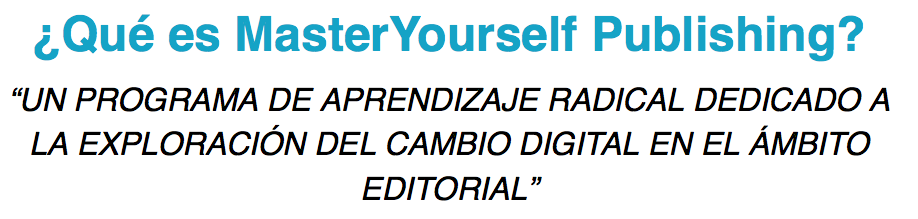 ¿Qué es MasterYourself Publishing?
“UN PROGRAMA DE APRENDIZAJE RADICAL DEDICADO A
LA EXPLORACIÓN DEL CAMBIO DIGITAL EN EL ÁMBITO
EDITORIAL”